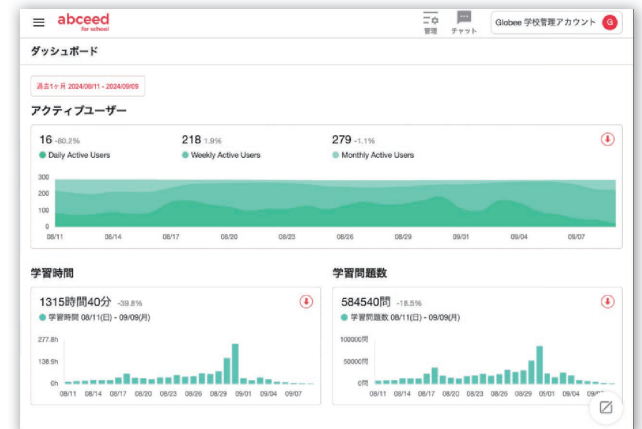 abceed
for school
管理
チャット
Globee 学校管理アカウント G
ダッシュボード
過去1ヶ月 2024/08/11 - 2024/09/09
アクティブユーザー
16 -80.2%
218 1.9%
279 -1.1%
Daily Active Users
Weekly Active Users
Monthly Active Users
300
200
100
0
08/11 08/14 08/17 08/20 08/23 08/26 08/29 09/01 09/04 09/07
学習時間
1315時間40分 -39.8%
学習時間 08/11(日) - 09/09(月)
277.8h
138.9h
0h
08/11 08/14 08/17 08/20 08/23 08/26 08/29 09/01 09/04 09/07
学習問題数
584540問 -18.5%
学習問題数 08/11(日) - 09/09(月)
100000問
50000問
0問
08/11 08/14 08/17 08/20 08/23 08/26 08/29 09/01 09/04